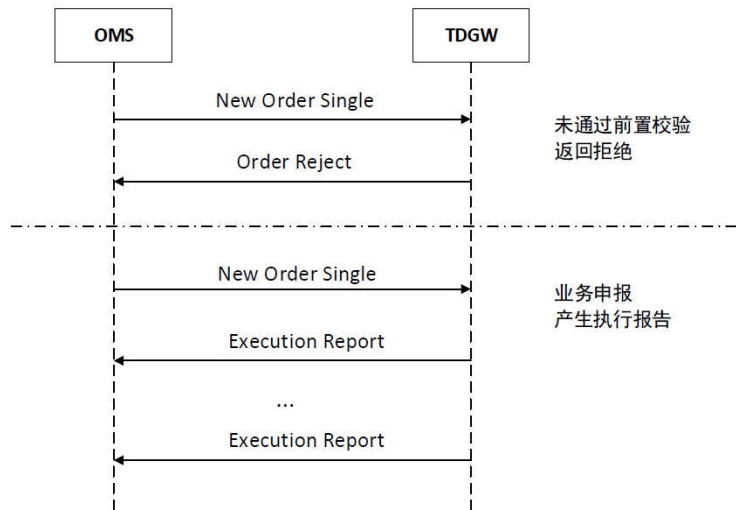 OMS
TDGW
New Order Single
未通过前置校验
返回拒绝
Order Reject
New Order Single
业务申报
产生执行报告
Execution Report
...
Execution Report